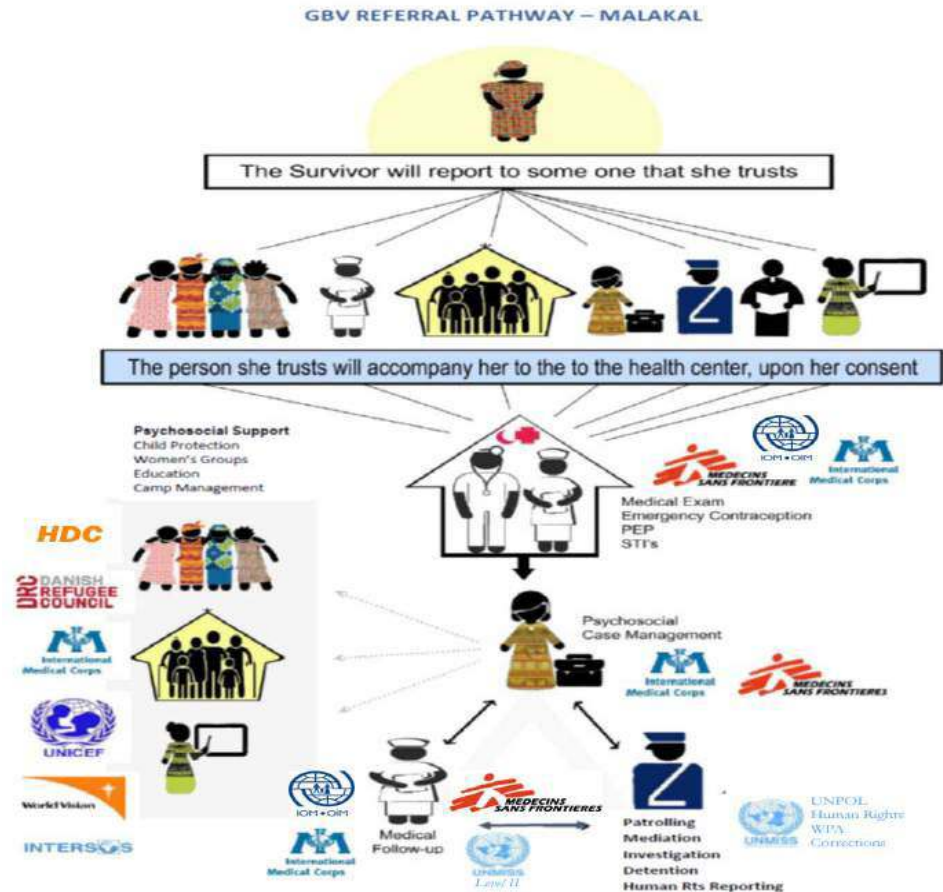 GBV REFERRAL PATHWAY – MALAKAL
The Survivor will report to some one that she trusts
The person she trusts will accompany her to the to the health center, upon her consent
Psychosocial Support
Child Protection
Women's Groups
Education
Camp Management
MEDECINS
SANS FRONTIERE
IOM • OIM
International
Medical Corps
Medical Exam
Emergency Contraception
PEP
STI's
HDC
DRC DANISH
REFUGEE
COUNCIL
International
Medical Corps
UNICEF
World Vision
INTERSOS
Psychosocial
Case Management
International
Medical Corps
MEDECINS
SANS FRONTIERES
IOM • OIM
International
Medical Corps
Medical
Follow-up
MEDECINS
SANS FRONTIERES
UNMISS
Level II
Patrolling
Mediation
Investigation
Detention
Human Rts Reporting
UNMISS
UNPOL
Human Rights
WPA
Corrections